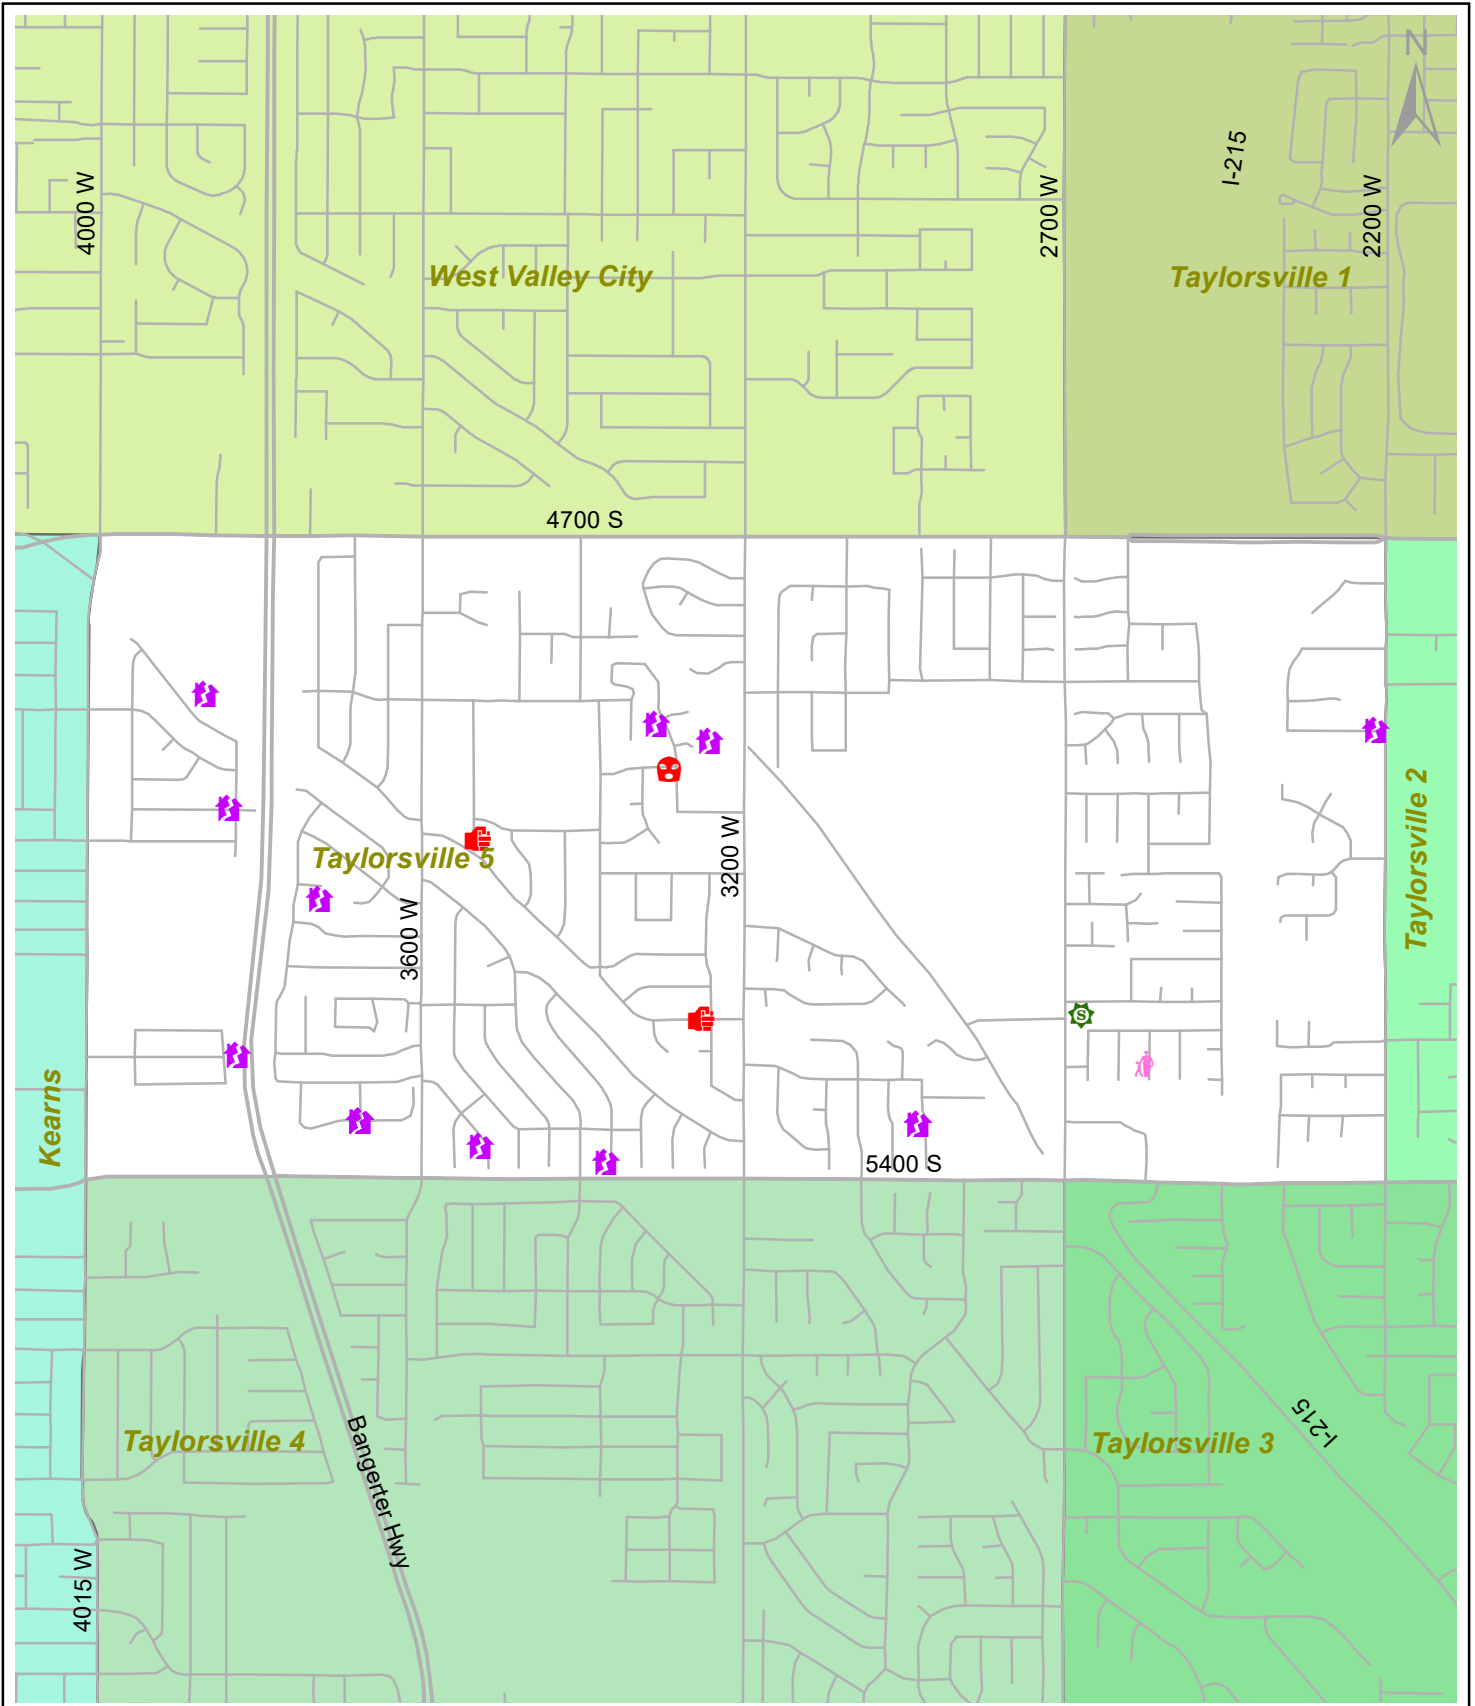 N
I-215
4000 W
2700 W
2200 W
West Valley City
Taylorsville 1
4700 S
Taylorsville 2
3200 W
Taylorsville 5
3600 W
S
Kearns
5400 S
I-215
Taylorsville 4
Taylorsville 3
Bangerter Hwy
4015 W